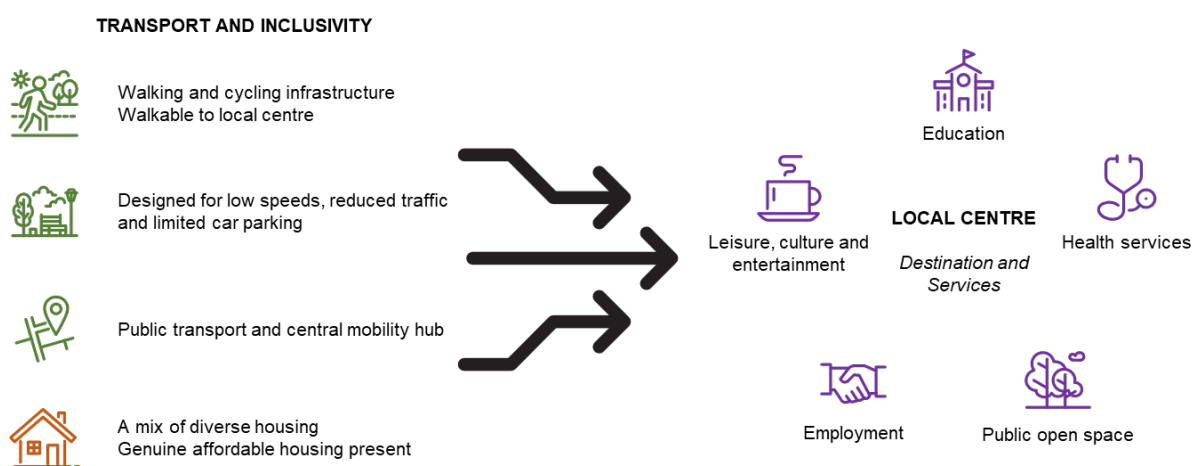 TRANSPORT AND INCLUSIVITY
Walking and cycling infrastructure
Walkable to local centre
Designed for low speeds, reduced traffic
and limited car parking
Public transport and central mobility hub
A mix of diverse housing
Genuine affordable housing present
Education
Leisure, culture and
entertainment
LOCAL CENTRE
Destination and
Services
Health services
Employment
Public open space